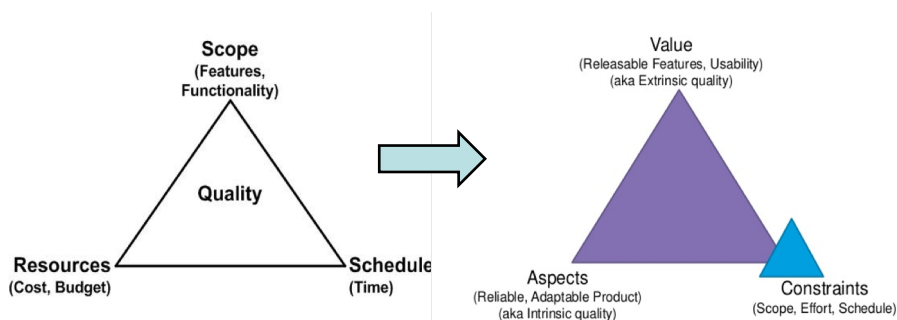 Scope
(Features,
Functionality)
Quality
Resources
(Cost, Budget)
Schedule
(Time)
Value
(Releasable Features, Usability)
(aka Extrinsic quality)
Aspects
(Reliable, Adaptable Product)
(aka Intrinsic quality)
Constraints
(Scope, Effort, Schedule)